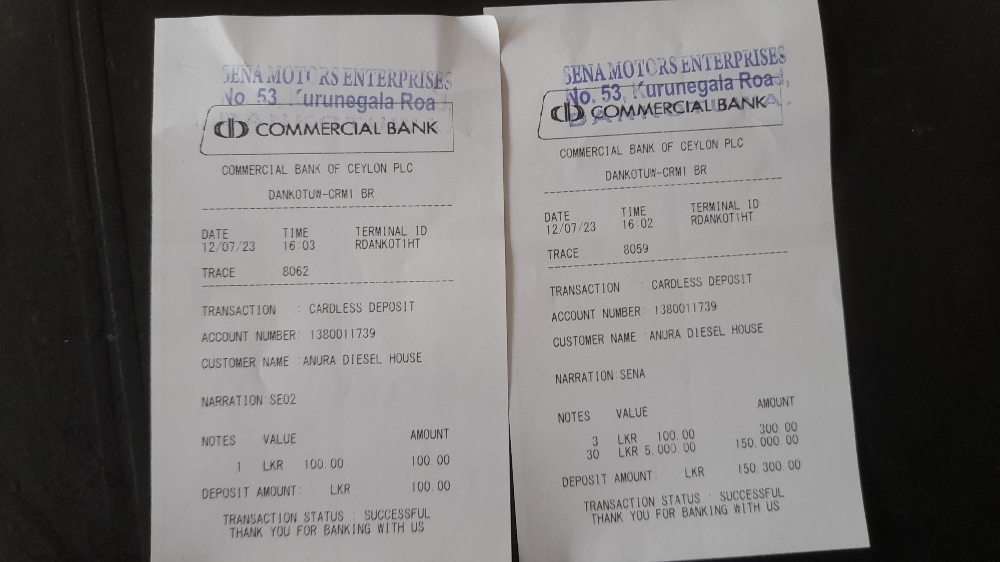 SENA MOTORS ENTERPRISES
No. 53, Kurunegala Road,
COMMERCIAL BANK
COMMERCIAL BANK OF CEYLON PLC
DANKOTUW-CRM1 BR
DATE TIME TERMINAL ID
12/07/23 16:03 RDANKOT1HT
TRACE 8062
TRANSACTION : CARDLESS DEPOSIT
ACCOUNT NUMBER: 1380011739
CUSTOMER NAME :ANURA DIESEL HOUSE
NARRATION:SE02
NOTES VALUE AMOUNT
1 LKR 100.00 100.00
DEPOSIT AMOUNT: LKR 100.00
TRANSACTION STATUS : SUCCESSFUL
THANK YOU FOR BANKING WITH US
SENA MOTORS ENTERPRISES
No. 53, Kurunegala Road,
COMMERCIAL BANK
COMMERCIAL BANK OF CEYLON PLC
DANKOTUW-CRM1 BR
DATE TIME TERMINAL ID
12/07/23 16:02 RDANKOT1HT
TRACE 8059
TRANSACTION : CARDLESS DEPOSIT
ACCOUNT NUMBER: 1380011739
CUSTOMER NAME :ANURA DIESEL HOUSE
NARRATION:SENA
NOTES VALUE AMOUNT
3 LKR 100.00 300.00
30 LKR 5,000.00 150,000.00
DEPOSIT AMOUNT: LKR 150,300.00
TRANSACTION STATUS : SUCCESSFUL
THANK YOU FOR BANKING WITH US